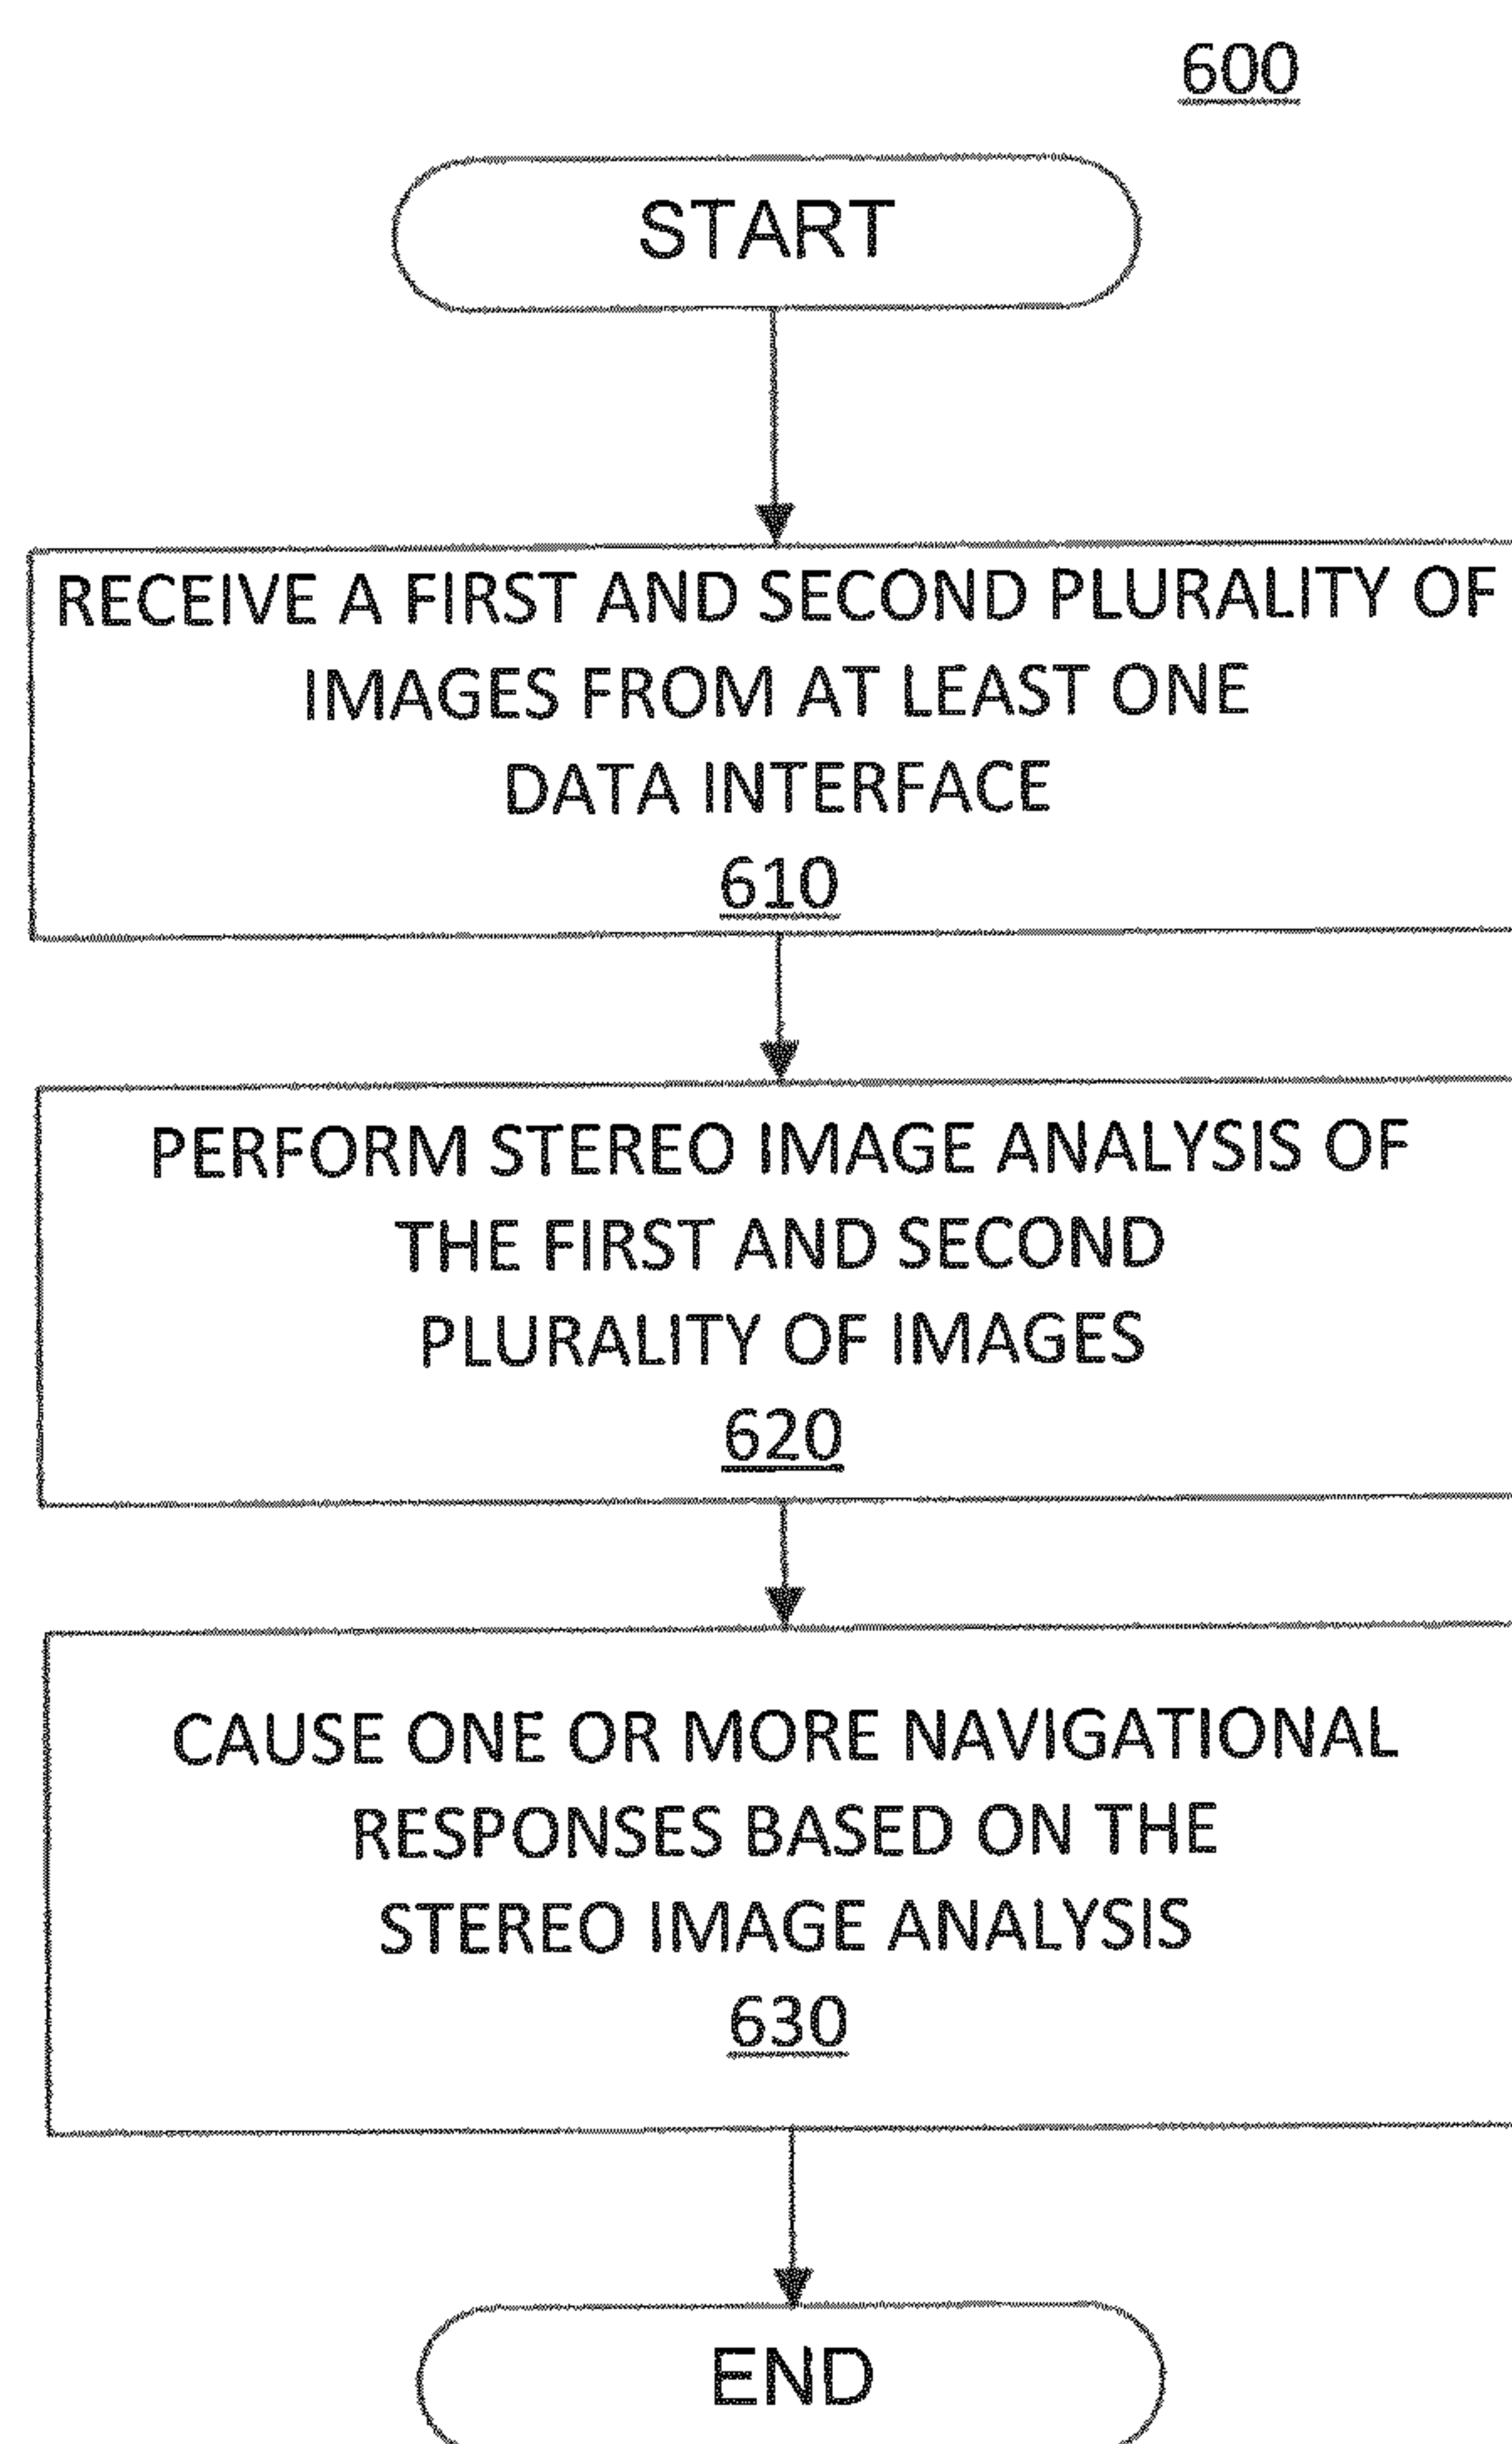 600
START
RECEIVE A FIRST AND SECOND PLURALITY OF
IMAGES FROM AT LEAST ONE
DATA INTERFACE
610
PERFORM STEREO IMAGE ANALYSIS OF
THE FIRST AND SECOND
PLURALITY OF IMAGES
620
CAUSE ONE OR MORE NAVIGATIONAL
RESPONSES BASED ON THE
STEREO IMAGE ANALYSIS
630
END